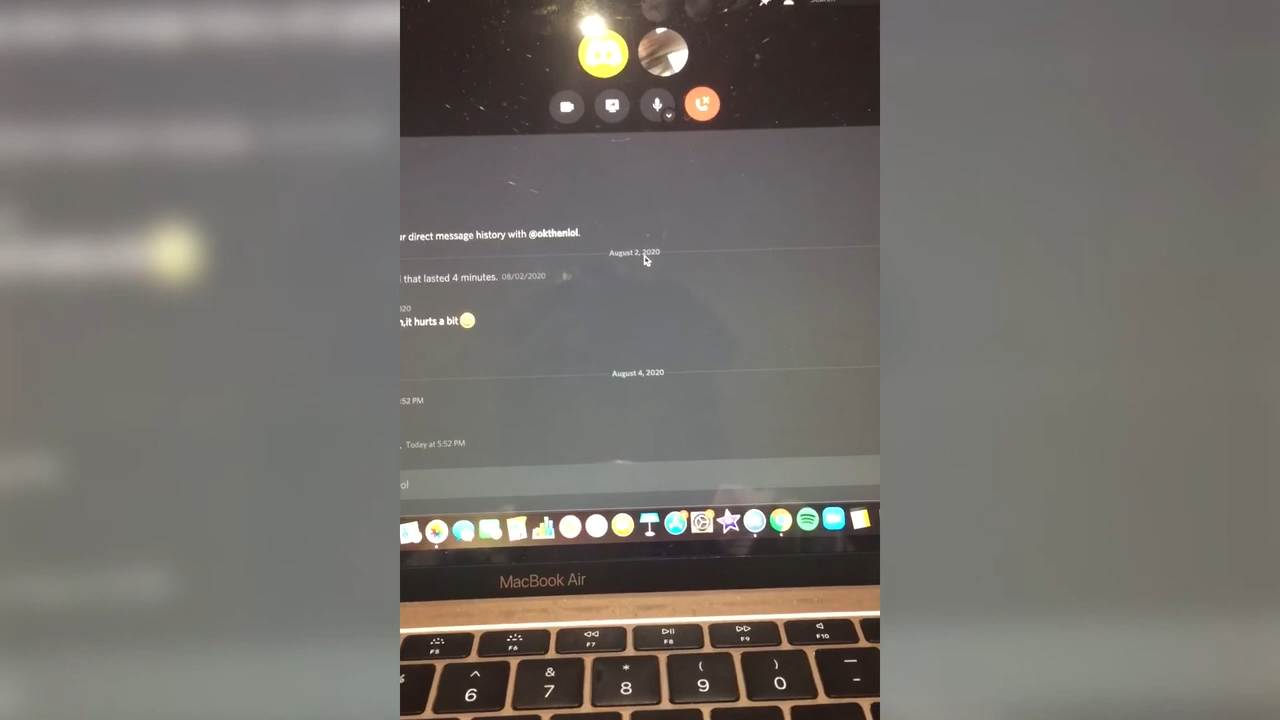 r direct message history with @okthenlol.
August 2, 2020
that lasted 4 minutes. 08/02/2020
020
,it hurts a bit
August 4, 2020
:52 PM
Today at 5:52 PM
ol
MacBook Air
F5 F6 F7 F8 F9 F10
^ & * ( ) —
6 7 8 9 0 -